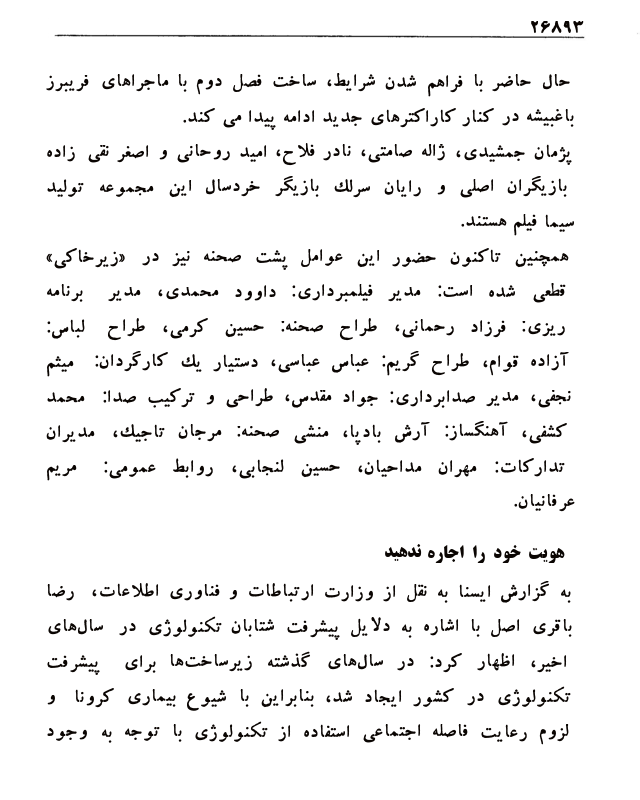 ۲۶۸۹۳
حال حاضر با فراهم شدن شرایط، ساخت فصل دوم با ماجراهای فریبرز
باغبیشه در کنار کاراکترهای جدید ادامه پیدا می کند.
پژمان جمشیدی، ژاله صامتی، نادر فلاح، امید روحانی و اصغر نقی زاده
بازیگران اصلی و رایان سرلك بازیگر خردسال این مجموعه تولید
سیما فیلم هستند.
همچنین تاکنون حضور این عوامل پشت صحنه نیز در «زیرخاکی»
قطعی شده است: مدیر فیلمبرداری: داوود محمدی، مدیر برنامه
ریزی: فرزاد رحمانی، طراح صحنه: حسین کرمی، طراح لباس:
آزاده قوام، طراح گریم: عباس عباسی، دستیار یك کارگردان: میثم
نجفی، مدیر صدابرداری: جواد مقدس، طراحی و ترکیب صدا: محمد
کشفی، آهنگساز: آرش بادپا، منشی صحنه: مرجان تاجیك، مدیران
تدارکات: مهران مداحیان، حسین لنجابی، روابط عمومی: مریم
عرفانیان.
هویت خود را اجاره ندهید
به گزارش ایسنا به نقل از وزارت ارتباطات و فناوری اطلاعات، رضا
باقری اصل با اشاره به دلایل پیشرفت شتابان تکنولوژی در سال‌های
اخیر، اظهار کرد: در سال‌های گذشته زیرساخت‌ها برای پیشرفت
تکنولوژی در کشور ایجاد شد، بنابراین با شیوع بیماری کرونا و
لزوم رعایت فاصله اجتماعی استفاده از تکنولوژی با توجه به وجود